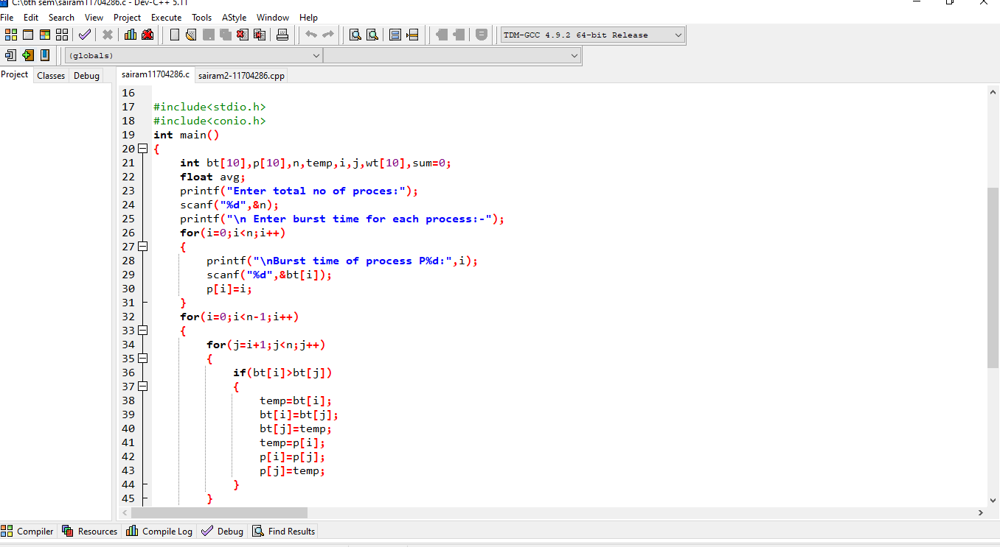 C:\6th sem\sairam11704286.c - Dev-C++ 5.11
File Edit Search View Project Execute Tools AStyle Window Help
TDM-GCC 4.9.2 64-bit Release
(globals)
Project Classes Debug sairam11704286.c sairam2-11704286.cpp
16
17 #include<stdio.h>
18 #include<conio.h>
19 int main()
20 {
21 int bt[10],p[10],n,temp,i,j,wt[10],sum=0;
22 float avg;
23 printf("Enter total no of proces:");
24 scanf("%d",&n);
25 printf("\n Enter burst time for each process:-");
26 for(i=0;i<n;i++)
27 {
28 printf("\nBurst time of process P%d:",i);
29 scanf("%d",&bt[i]);
30 p[i]=i;
31 }
32 for(i=0;i<n-1;i++)
33 {
34 for(j=i+1;j<n;j++)
35 {
36 if(bt[i]>bt[j])
37 {
38 temp=bt[i];
39 bt[i]=bt[j];
40 bt[j]=temp;
41 temp=p[i];
42 p[i]=p[j];
43 p[j]=temp;
44 }
45 }
Compiler Resources Compile Log Debug Find Results